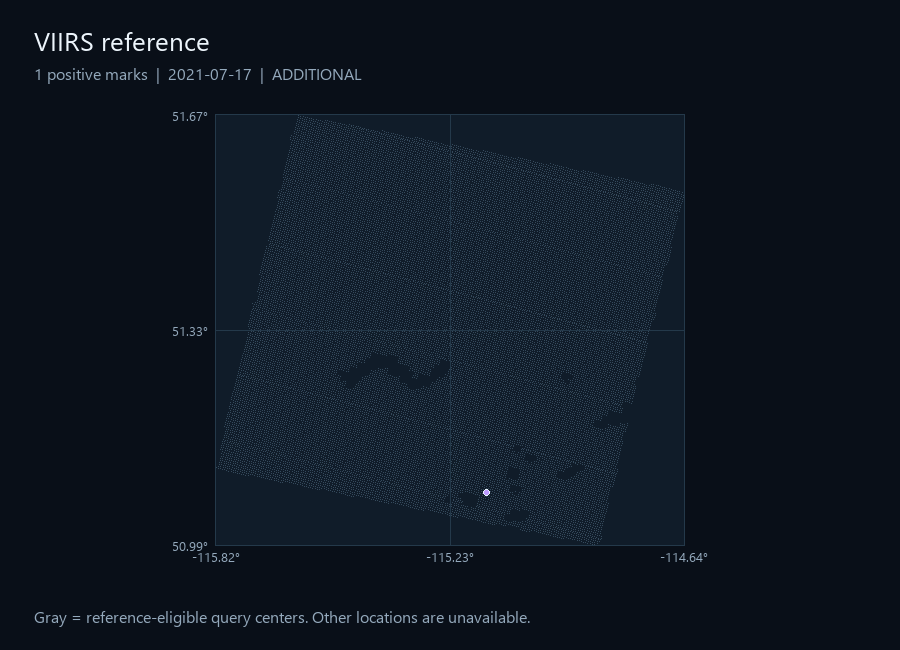 VIIRS reference
1 positive marks | 2021-07-17 | ADDITIONAL
51.67°
51.33°
50.99°
-115.82° -115.23° -114.64°
Gray = reference-eligible query centers. Other locations are unavailable.